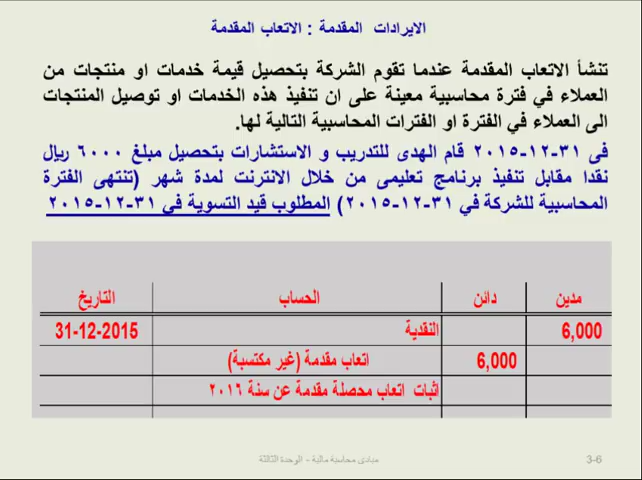 الايرادات المقدمة : الاتعاب المقدمة
تنشأ الاتعاب المقدمة عندما تقوم الشركة بتحصيل قيمة خدمات او منتجات من
العملاء في فترة محاسبية معينة على ان تنفيذ هذه الخدمات او توصيل المنتجات
الى العملاء في الفترة او الفترات المحاسبية التالية لها.
فى ٣١-١٢-٢٠١٥ قام الهدى للتدريب و الاستشارات بتحصيل مبلغ ٦٠٠٠ ريال
نقدا مقابل تنفيذ برنامج تعليمى من خلال الانترنت لمدة شهر (تنتهى الفترة
المحاسبية للشركة في ٣١-١٢-٢٠١٥) المطلوب قيد التسوية في ٣١-١٢-٢٠١٥
مدين دائن الحساب التاريخ
6,000 النقدية 31-12-2015
6,000 اتعاب مقدمة (غير مكتسبة)
اثبات اتعاب محصلة مقدمة عن سنة ٢٠١٦
مبادئ محاسبة مالية - الوحدة الثالثة
3-6